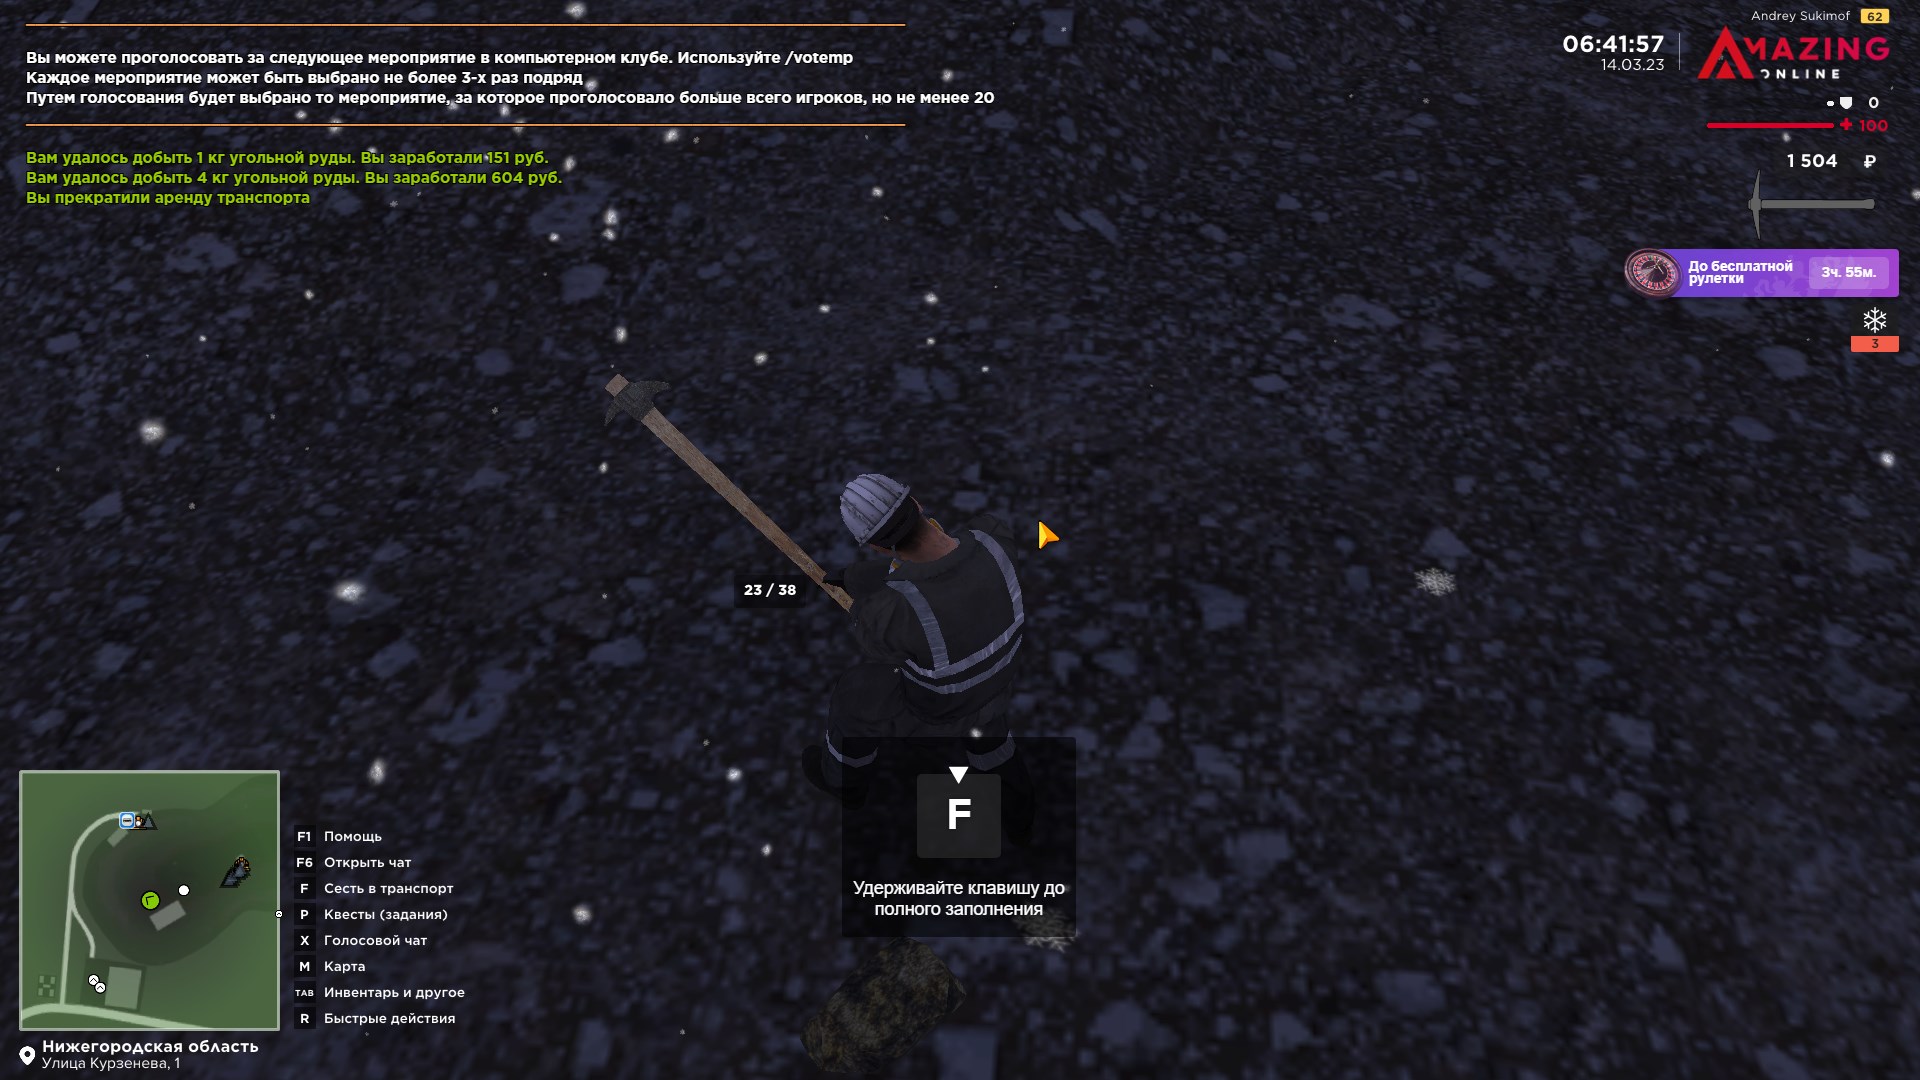 Вы можете проголосовать за следующее мероприятие в компьютерном клубе. Используйте /votemp
Каждое мероприятие может быть выбрано не более 3-х раз подряд
Путем голосования будет выбрано то мероприятие, за которое проголосовало больше всего игроков, но не менее 20
Вам удалось добыть 1 кг угольной руды. Вы заработали 151 руб.
Вам удалось добыть 4 кг угольной руды. Вы заработали 604 руб.
Вы прекратили аренду транспорта
Andrey Sukimof 62
06:41:57
14.03.23
AMAZING
ONLINE
0
100
1 504 ₽
До бесплатной
рулетки
3ч. 55м.
3
23 / 38
F
Удерживайте клавишу до
полного заполнения
F1 Помощь
F6 Открыть чат
F Сесть в транспорт
P Квесты (задания)
X Голосовой чат
M Карта
TAB Инвентарь и другое
R Быстрые действия
Нижегородская область
Улица Курзенева, 1